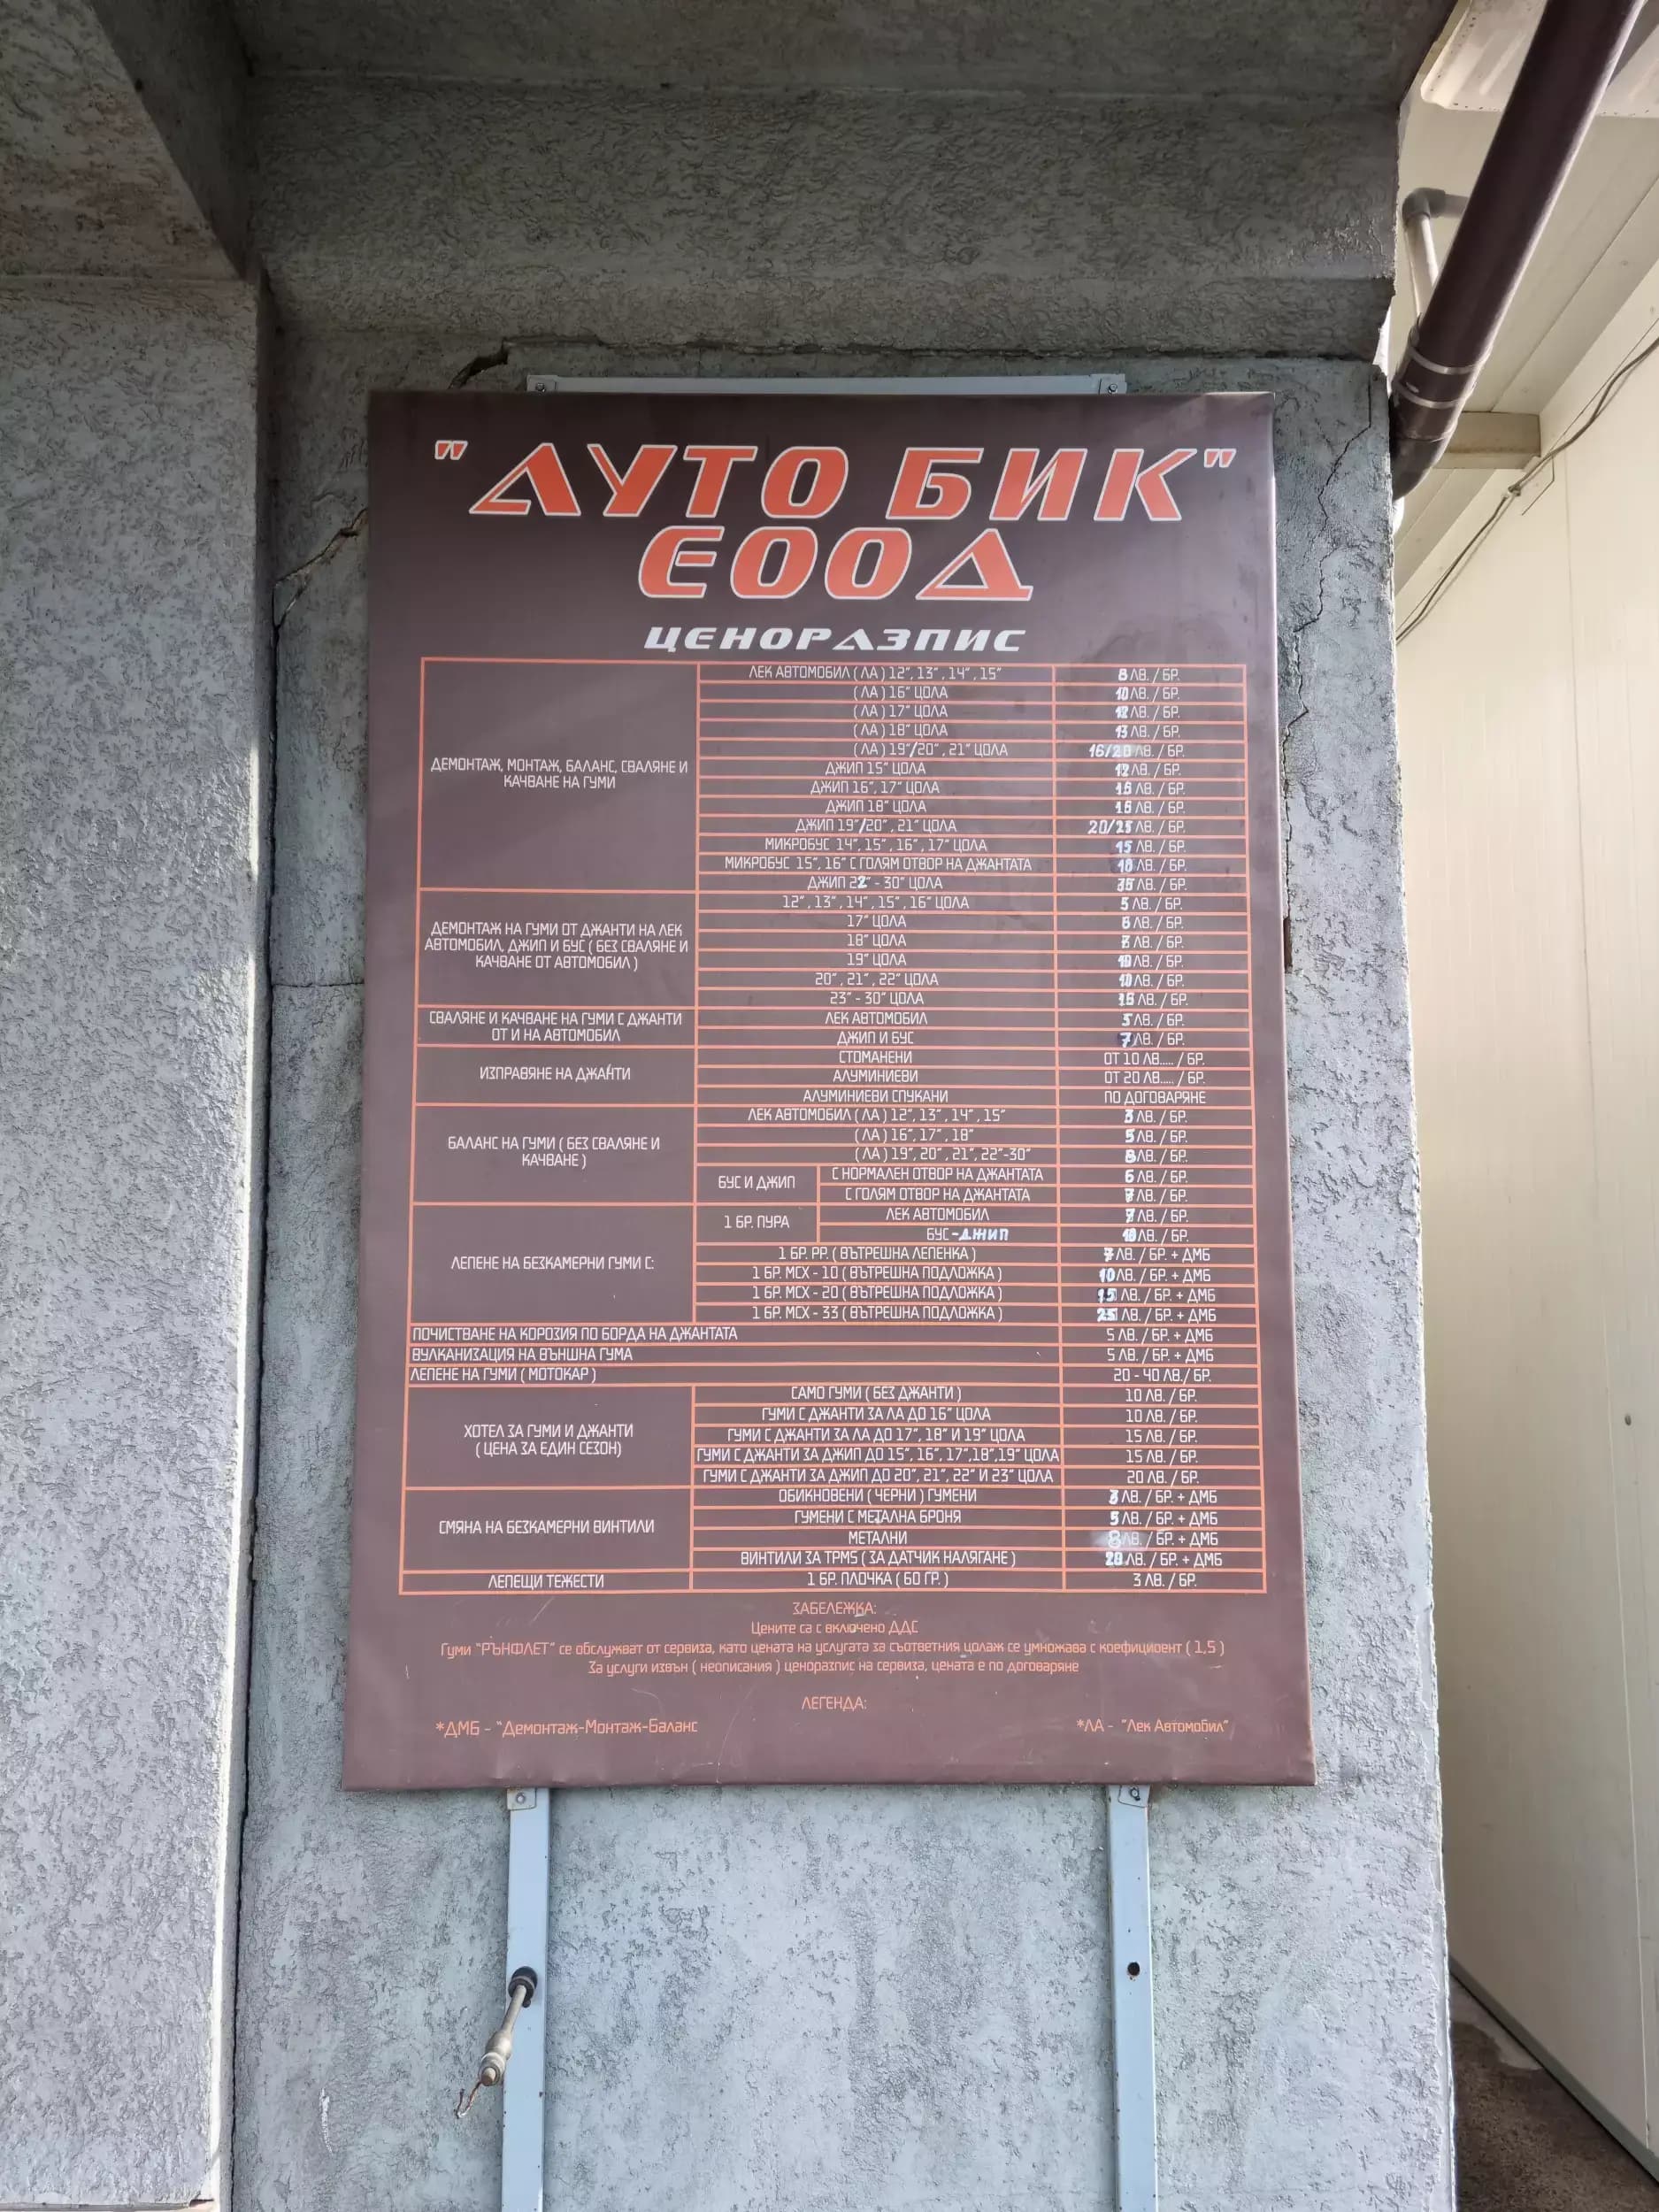 "АУТО БИК"
ЕООД
ЦЕНОРАЗПИС
ДЕМОНТАЖ, МОНТАЖ, БАЛАНС, СВАЛЯНЕ И
КАЧВАНЕ НА ГУМИ
ЛЕК АВТОМОБИЛ ( ЛА ) 12", 13", 14", 15" 8 ЛВ. / БР.
( ЛА ) 16" ЦОЛА 10 ЛВ. / БР.
( ЛА ) 17" ЦОЛА 12 ЛВ. / БР.
( ЛА ) 18" ЦОЛА 13 ЛВ. / БР.
( ЛА ) 19"/20", 21" ЦОЛА 16/20 ЛВ. / БР.
ДЖИП 15" ЦОЛА 12 ЛВ. / БР.
ДЖИП 16", 17" ЦОЛА ЛВ. / БР.
ДЖИП 18" ЦОЛА ЛВ. / БР.
ДЖИП 19"/20", 21" ЦОЛА 20/25 ЛВ. / БР.
МИКРОБУС 14", 15", 16", 17" ЦОЛА 15 ЛВ. / БР.
МИКРОБУС 15", 16" С ГОЛЯМ ОТВОР НА ДЖАНТАТА ЛВ. / БР.
ДЖИП 22" - 30" ЦОЛА 35 ЛВ. / БР.
ДЕМОНТАЖ НА ГУМИ ОТ ДЖАНТИ НА ЛЕК
АВТОМОБИЛ, ДЖИП И БУС ( БЕЗ СВАЛЯНЕ И
КАЧВАНЕ ОТ АВТОМОБИЛ )
12", 13", 14", 15", 16" ЦОЛА 5 ЛВ. / БР.
17" ЦОЛА 6 ЛВ. / БР.
18" ЦОЛА ЛВ. / БР.
19" ЦОЛА 10 ЛВ. / БР.
20", 21", 22" ЦОЛА 10 ЛВ. / БР.
23" - 30" ЦОЛА 15 ЛВ. / БР.
СВАЛЯНЕ И КАЧВАНЕ НА ГУМИ С ДЖАНТИ
ОТ И НА АВТОМОБИЛ
ЛЕК АВТОМОБИЛ 5 ЛВ. / БР.
ДЖИП И БУС 7 ЛВ. / БР.
ИЗПРАВЯНЕ НА ДЖАНТИ
СТОМАНЕНИ ОТ 10 ЛВ..... / БР.
АЛУМИНИЕВИ ОТ 20 ЛВ..... / БР.
АЛУМИНИЕВИ СПУКАНИ ПО ДОГОВАРЯНЕ
БАЛАНС НА ГУМИ ( БЕЗ СВАЛЯНЕ И
КАЧВАНЕ )
ЛЕК АВТОМОБИЛ ( ЛА ) 12", 13", 14", 15" 3 ЛВ. / БР.
( ЛА ) 16", 17", 18" 5 ЛВ. / БР.
( ЛА ) 19", 20", 21", 22"-30" 8 ЛВ. / БР.
БУС И ДЖИП
С НОРМАЛЕН ОТВОР НА ДЖАНТАТА 6 ЛВ. / БР.
С ГОЛЯМ ОТВОР НА ДЖАНТАТА 7 ЛВ. / БР.
ЛЕПЕНЕ НА БЕЗКАМЕРНИ ГУМИ С:
1 БР. ПУРА
ЛЕК АВТОМОБИЛ 7 ЛВ. / БР.
БУС-ДЖИП 10 ЛВ. / БР.
1 БР. РР. ( ВЪТРЕШНА ЛЕПЕНКА ) 7 ЛВ. / БР. + ДМБ
1 БР. МСХ - 10 ( ВЪТРЕШНА ПОДЛОЖКА ) 10 ЛВ. / БР. + ДМБ
1 БР. МСХ - 20 ( ВЪТРЕШНА ПОДЛОЖКА ) 15 ЛВ. / БР. + ДМБ
1 БР. МСХ - 33 ( ВЪТРЕШНА ПОДЛОЖКА ) 25 ЛВ. / БР. + ДМБ
ПОЧИСТВАНЕ НА КОРОЗИЯ ПО БОРДА НА ДЖАНТАТА 5 ЛВ. / БР. + ДМБ
ВУЛКАНИЗАЦИЯ НА ВЪНШНА ГУМА 5 ЛВ. / БР. + ДМБ
ЛЕПЕНЕ НА ГУМИ ( МОТОКАР ) 20 - 40 ЛВ./ БР.
ХОТЕЛ ЗА ГУМИ И ДЖАНТИ
( ЦЕНА ЗА ЕДИН СЕЗОН)
САМО ГУМИ ( БЕЗ ДЖАНТИ ) 10 ЛВ. / БР.
ГУМИ С ДЖАНТИ ЗА ЛА ДО 16" ЦОЛА 10 ЛВ. / БР.
ГУМИ С ДЖАНТИ ЗА ЛА ДО 17", 18" И 19" ЦОЛА 15 ЛВ. / БР.
ГУМИ С ДЖАНТИ ЗА ДЖИП ДО 15", 16", 17",18",19" ЦОЛА 15 ЛВ. / БР.
ГУМИ С ДЖАНТИ ЗА ДЖИП ДО 20", 21", 22" И 23" ЦОЛА 20 ЛВ. / БР.
СМЯНА НА БЕЗКАМЕРНИ ВИНТИЛИ
ОБИКНОВЕНИ ( ЧЕРНИ ) ГУМЕНИ 3 ЛВ. / БР. + ДМБ
ГУМЕНИ С МЕТАЛНА БРОНЯ 5 ЛВ. / БР. + ДМБ
МЕТАЛНИ 8 ЛВ. / БР. + ДМБ
ВИНТИЛИ ЗА TPMS ( ЗА ДАТЧИК НАЛЯГАНЕ ) 20 ЛВ. / БР. + ДМБ
ЛЕПЕЩИ ТЕЖЕСТИ 1 БР. ПЛОЧКА ( 60 ГР. ) 3 ЛВ. / БР.
ЗАБЕЛЕЖКА:
Цените са с включено ДДС
Гуми "РЪНФЛЕТ" се обслужват от сервиза, като цената на услугата за съответния цолаж се умножава с коефициент ( 1,5 )
За услуги извън ( неописания ) ценоразпис на сервиза, цената е по договаряне
ЛЕГЕНДА:
*ДМБ - "Демонтаж-Монтаж-Баланс *ЛА - "Лек Автомобил"